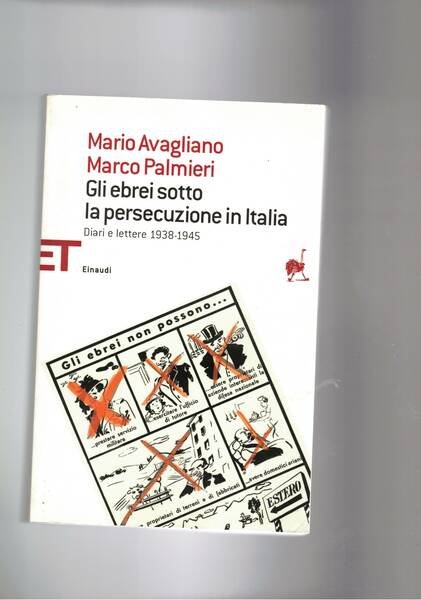 Mario Avagliano
Marco Palmieri
Gli ebrei sotto
la persecuzione in Italia
Diari e lettere 1938-1945
ET
Einaudi
Gli ebrei non possono...
...prestare servizio
militare
...esercitare l'ufficio
di tutore
...essere proprietari di
aziende interessanti la
difesa nazionale
proprietari di terreni e di fabbricati
...avere domestici ariani
ESTERO